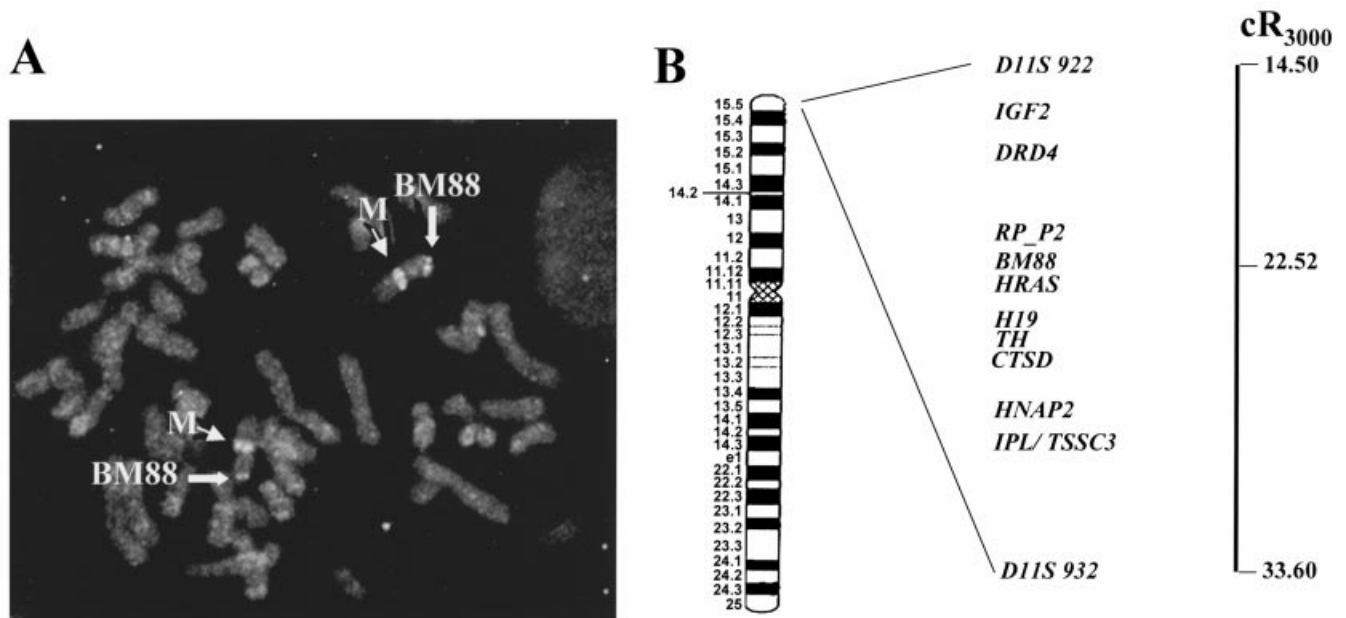 A
BM88
M
M
BM88
B
15.5
15.4
15.3
15.2
15.1
14.3
14.2
14.1
13
12
11.2
11.12
11.11
11
12.1
12.2
12.3
13.1
13.2
13.3
13.4
13.5
14.1
14.2
14.3
e1
22.1
22.2
22.3
23.1
23.2
23.3
24.1
24.2
24.3
25
D11S 922
IGF2
DRD4
RP_P2
BM88
HRAS
H19
TH
CTSD
HNAP2
IPL/ TSSC3
D11S 932
cR3000
14.50
22.52
33.60